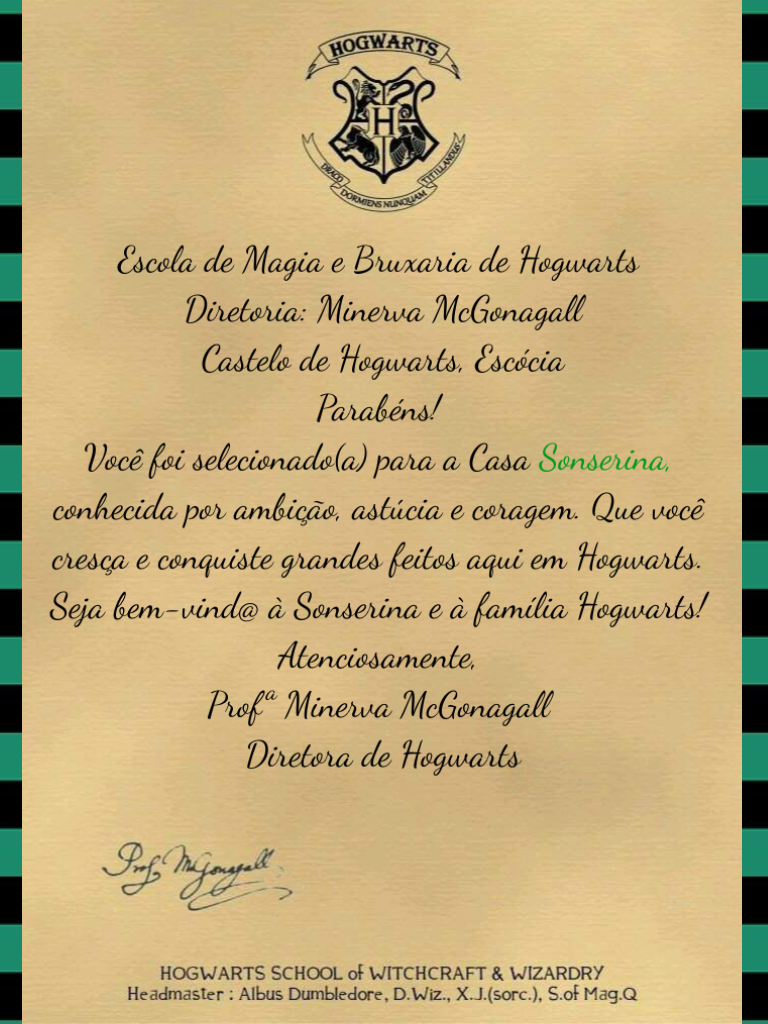 HOGWARTS
H
DRACO DORMIENS NUNQUAM TITILLANDUS
Escola de Magia e Bruxaria de Hogwarts
Diretoria: Minerva McGonagall
Castelo de Hogwarts, Escócia
Parabéns!
Você foi selecionado(a) para a Casa Sonserina,
conhecida por ambição, astúcia e coragem. Que você
cresça e conquiste grandes feitos aqui em Hogwarts.
Seja bem-vind@ à Sonserina e à família Hogwarts!
Atenciosamente,
Profª Minerva McGonagall
Diretora de Hogwarts
Prof. McGonagall
HOGWARTS SCHOOL of WITCHCRAFT & WIZARDRY
Headmaster : Albus Dumbledore, D.Wiz., X.J.(sorc.), S.of Mag.Q